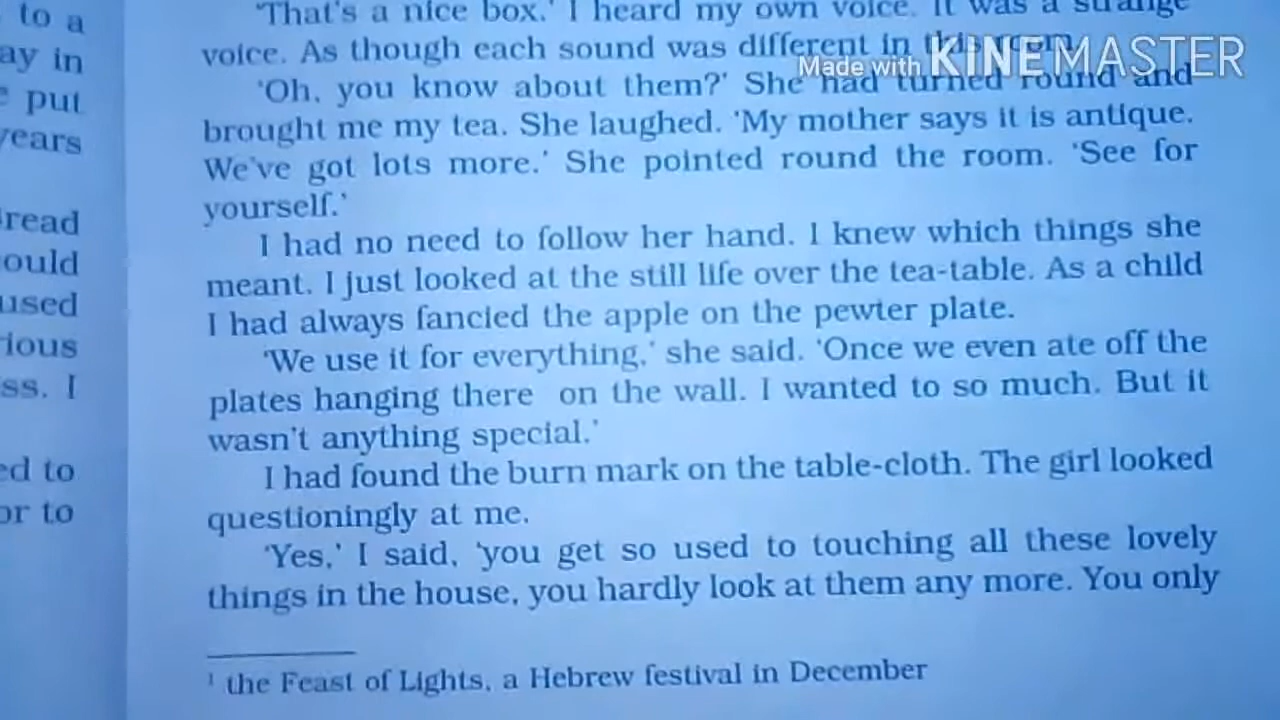 to a
ay in
put
years
read
ould
used
ious
ss. I
ed to
or to
'That's a nice box.' I heard my own voice. It was a strange
voice. As though each sound was different in this room.
Made with KINEMASTER
'Oh, you know about them?' She had turned round and
brought me my tea. She laughed. 'My mother says it is antique.
We've got lots more.' She pointed round the room. 'See for
yourself.'
I had no need to follow her hand. I knew which things she
meant. I just looked at the still life over the tea-table. As a child
I had always fancied the apple on the pewter plate.
'We use it for everything,' she said. 'Once we even ate off the
plates hanging there on the wall. I wanted to so much. But it
wasn't anything special.'
I had found the burn mark on the table-cloth. The girl looked
questioningly at me.
'Yes,' I said, 'you get so used to touching all these lovely
things in the house, you hardly look at them any more. You only
1 the Feast of Lights, a Hebrew festival in December